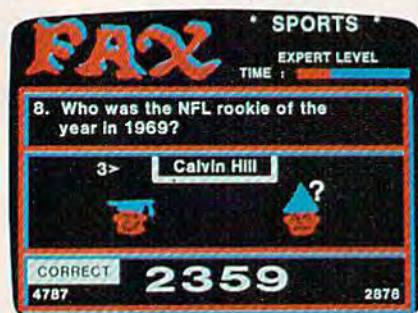 FAX
* SPORTS *
EXPERT LEVEL
TIME :
8. Who was the NFL rookie of the
year in 1969?
3> Calvin Hill
?
CORRECT
2359
4787
2878